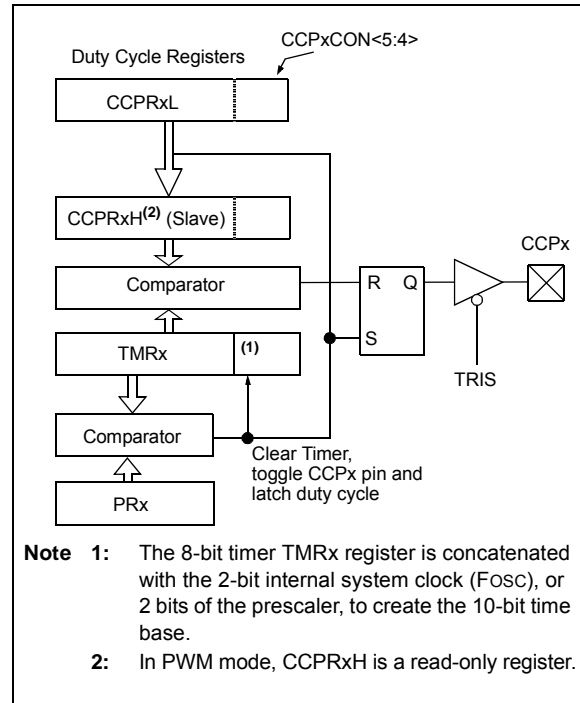 CCPxCON<5:4>
Duty Cycle Registers
CCPRxL
CCPRxH(2) (Slave)
CCPx
Comparator
R Q
TMRx (1)
S
TRIS
Comparator
Clear Timer,
toggle CCPx pin and
latch duty cycle
PRx
Note 1: The 8-bit timer TMRx register is concatenated
with the 2-bit internal system clock (FOSC), or
2 bits of the prescaler, to create the 10-bit time
base.
2: In PWM mode, CCPRxH is a read-only register.